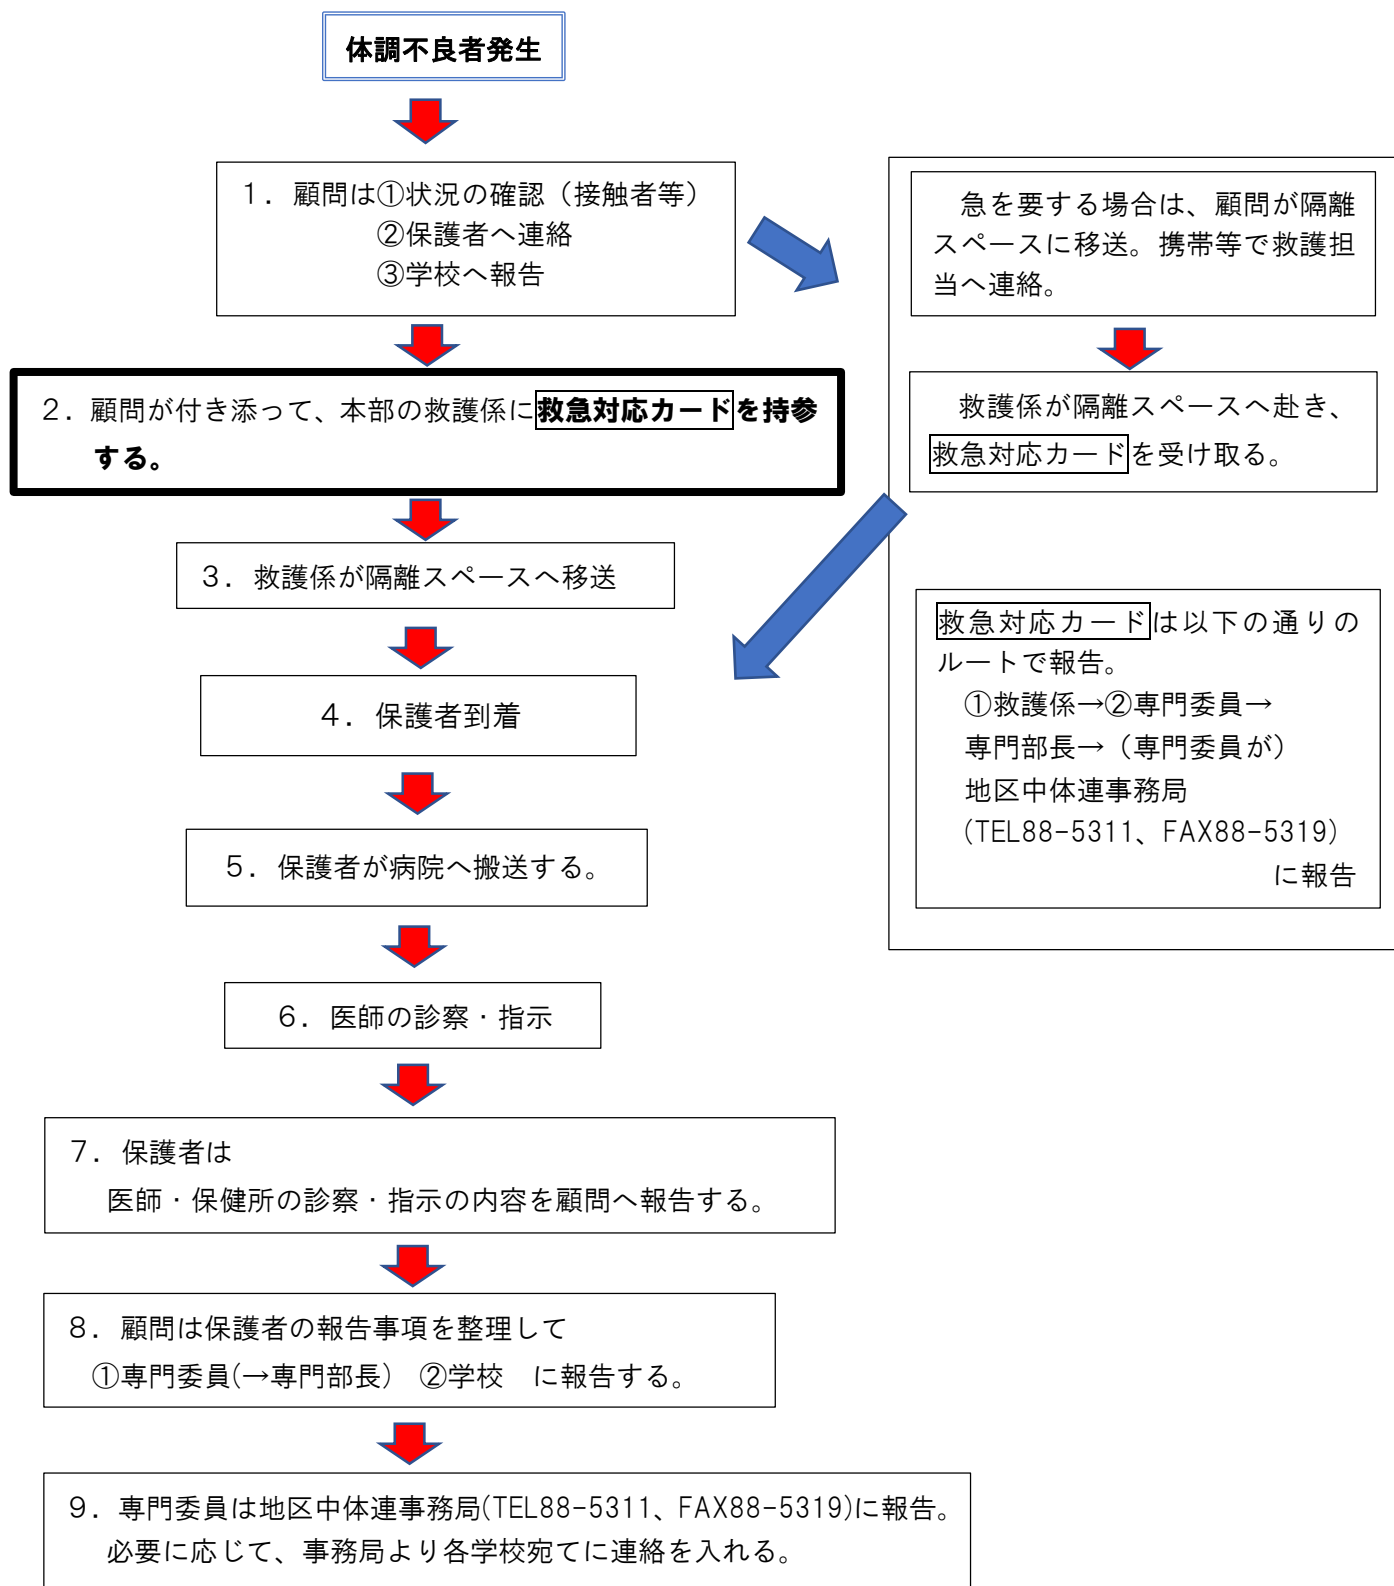 体調不良者発生
１．顧問は①状況の確認（接触者等）
②保護者へ連絡
③学校へ報告
２．顧問が付き添って、本部の救護係に救急対応カードを持参
する。
３．救護係が隔離スペースへ移送
４．保護者到着
５．保護者が病院へ搬送する。
６．医師の診察・指示
７．保護者は
医師・保健所の診察・指示の内容を顧問へ報告する。
８．顧問は保護者の報告事項を整理して
①専門委員(→専門部長）　②学校　に報告する。
９．専門委員は地区中体連事務局(TEL88-5311、FAX88-5319)に報告。
必要に応じて、事務局より各学校宛てに連絡を入れる。
急を要する場合は、顧問が隔離
スペースに移送。携帯等で救護担
当へ連絡。
救護係が隔離スペースへ赴き、
救急対応カードを受け取る。
救急対応カードは以下の通りの
ルートで報告。
①救護係→②専門委員→
専門部長→（専門委員が）
地区中体連事務局
(TEL88-5311、FAX88-5319)
に報告